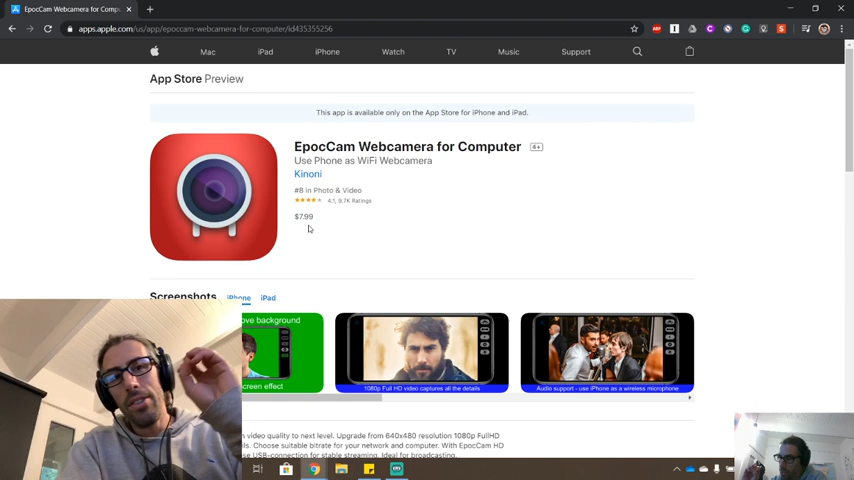 EpocCam Webcamera for Compu
apps.apple.com/us/app/epoccam-webcamera-for-computer/id435355256
Mac
iPad
iPhone
Watch
TV
Music
Support
App Store Preview
This app is available only on the App Store for iPhone and iPad.
EpocCam Webcamera for Computer 4+
Use Phone as WiFi Webcamera
Kinoni
#8 in Photo & Video
★★★★★ 4.1, 9.7K Ratings
$7.99
Screenshots iPhone iPad
ove background
screen effect
1080p Full HD video captures all the details
Audio support - use iPhone as a wireless microphone
video quality to next level. Upgrade from 640x480 resolution 1080p FullHD
ils. Choose suitable bitrate for your network and computer. With EpocCam HD
se USB-connection for stable streaming. Ideal for broadcasting.